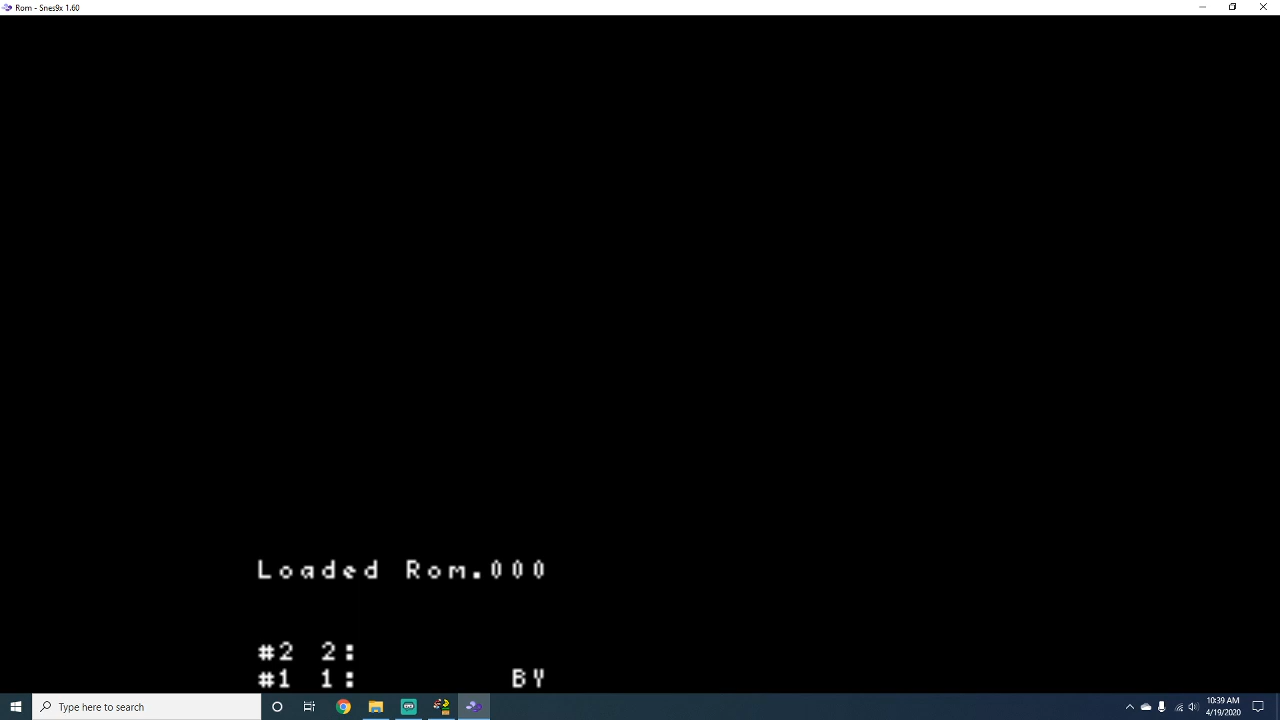 Rom - Snes9x 1.60
Loaded Rom.000
#2 2:
#1 1: BY
Type here to search
10:39 AM
4/19/2020